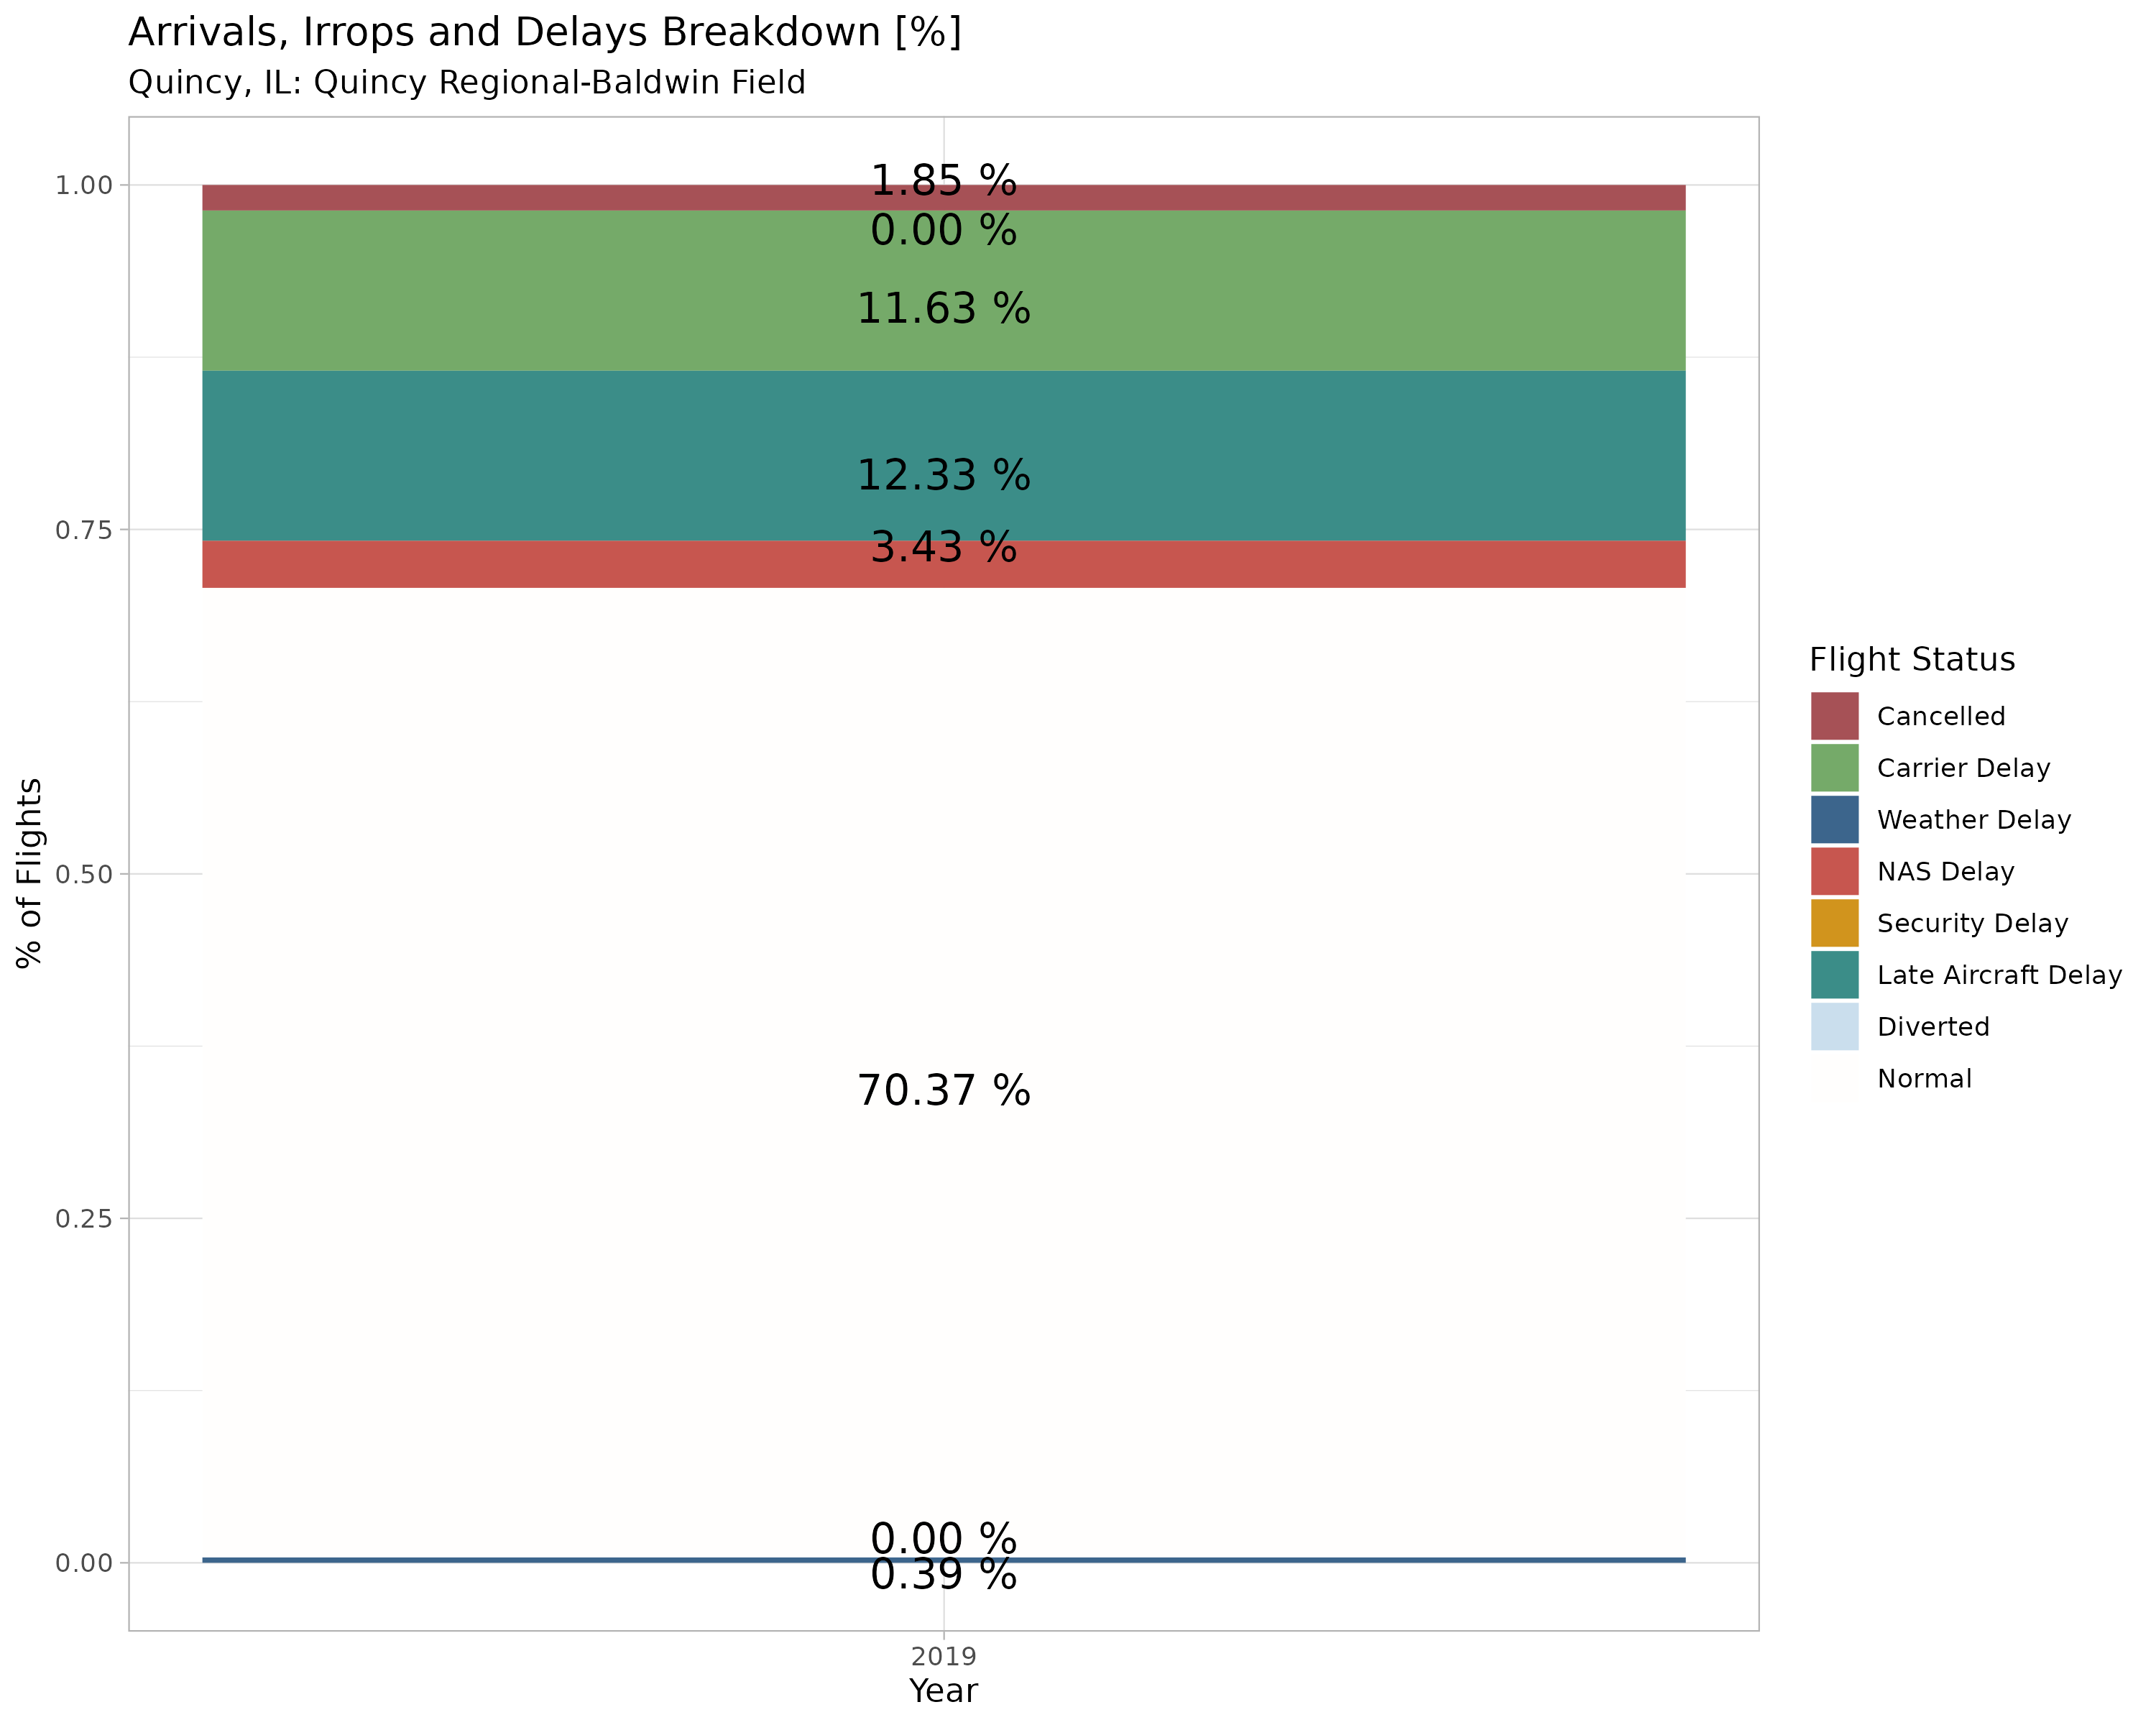 Arrivals, Irrops and Delays Breakdown [%]
Quincy, IL: Quincy Regional-Baldwin Field
% of Flights
1.00
0.75
0.50
0.25
0.00
1.85 %
0.00 %
11.63 %
12.33 %
3.43 %
70.37 %
0.00 %
0.39 %
2019
Year
Flight Status
Cancelled
Carrier Delay
Weather Delay
NAS Delay
Security Delay
Late Aircraft Delay
Diverted
Normal